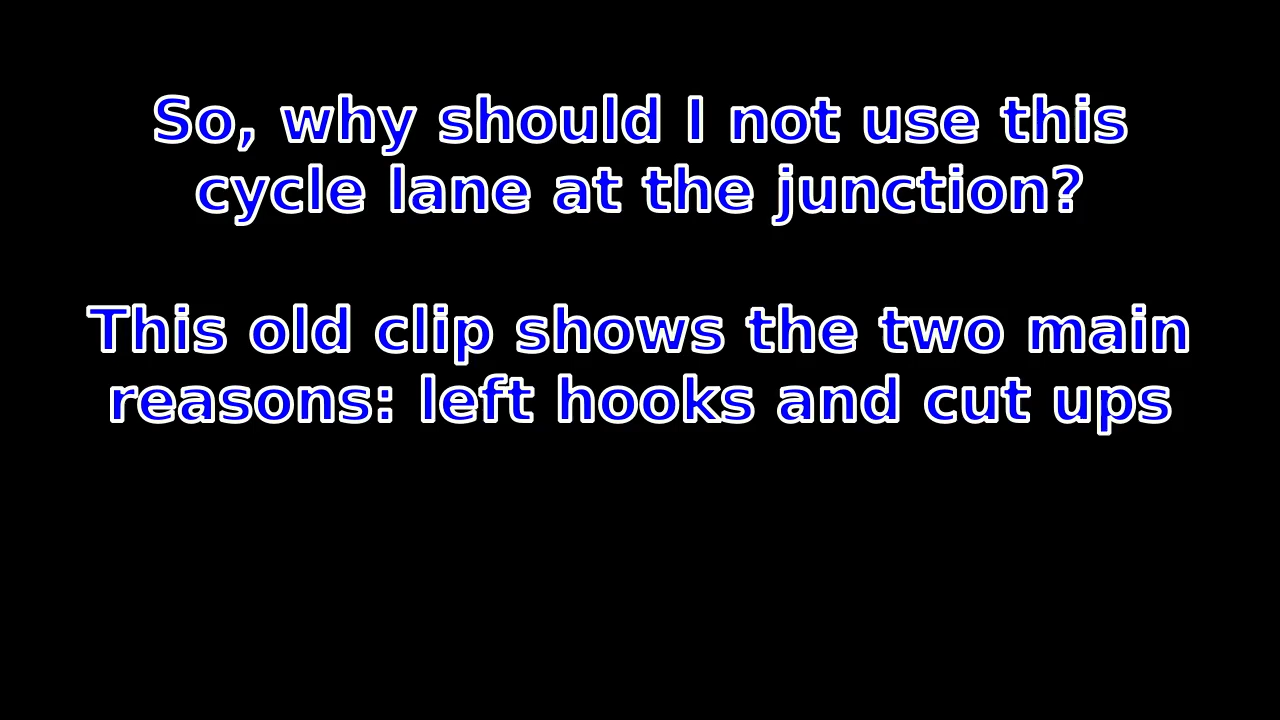 So, why should I not use this
cycle lane at the junction?
This old clip shows the two main
reasons: left hooks and cut ups